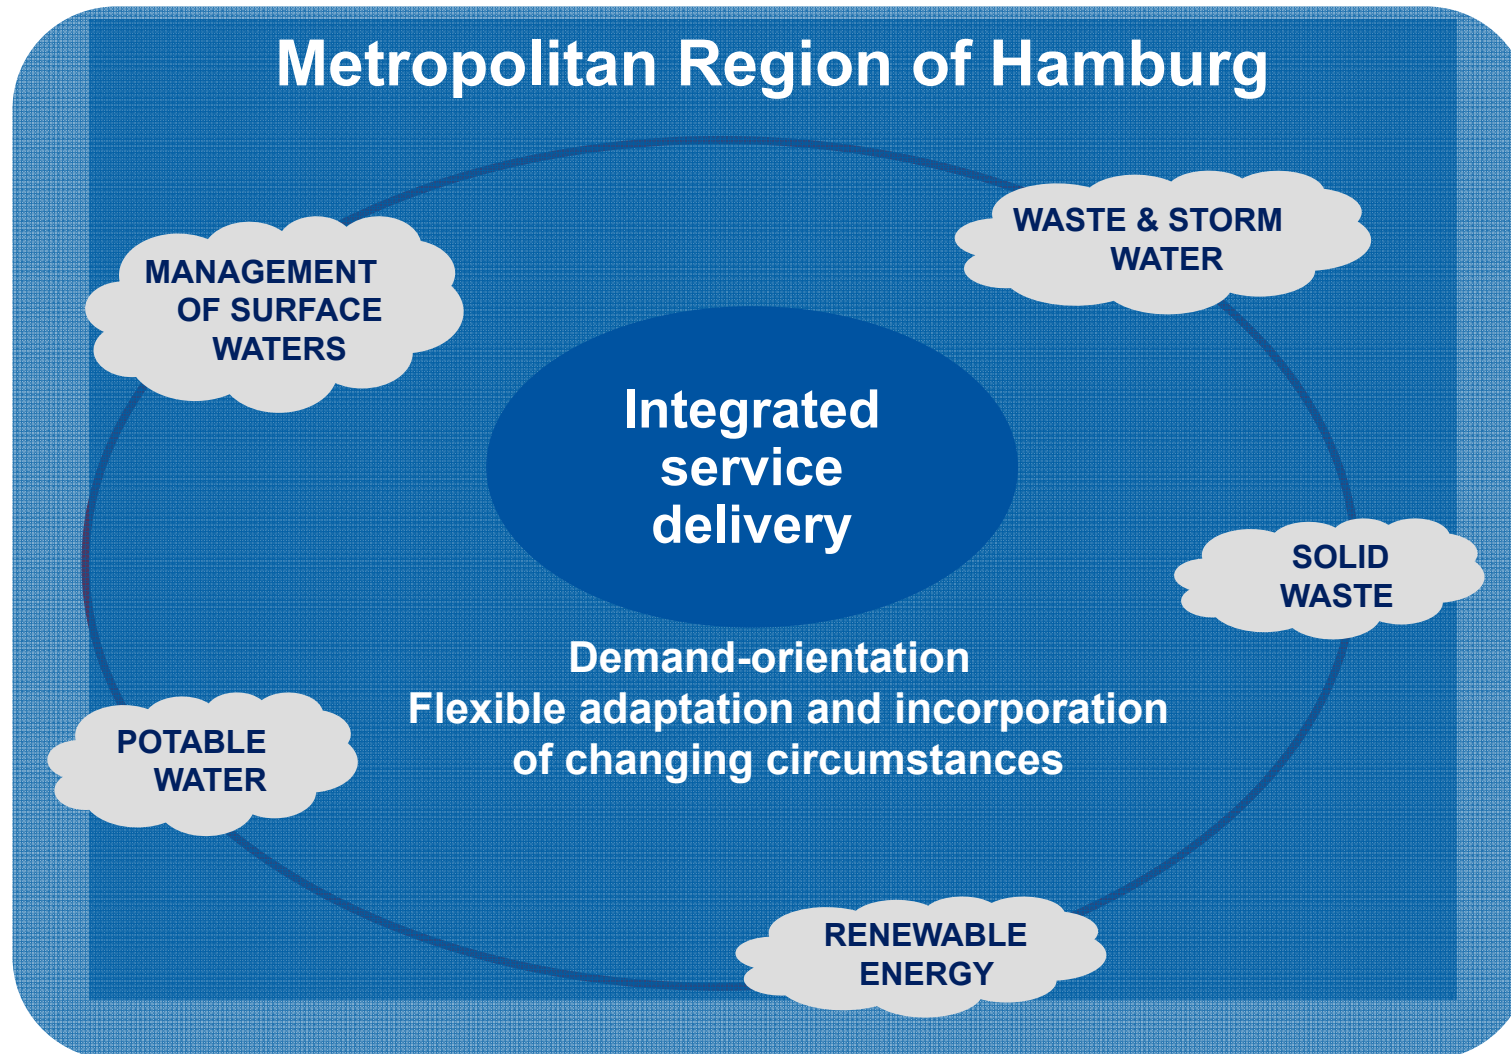 Metropolitan Region of Hamburg
WASTE & STORM
WATER
MANAGEMENT
OF SURFACE
WATERS
Integrated
service
delivery
SOLID
WASTE
Demand-orientation
Flexible adaptation and incorporation
of changing circumstances
POTABLE
WATER
RENEWABLE
ENERGY